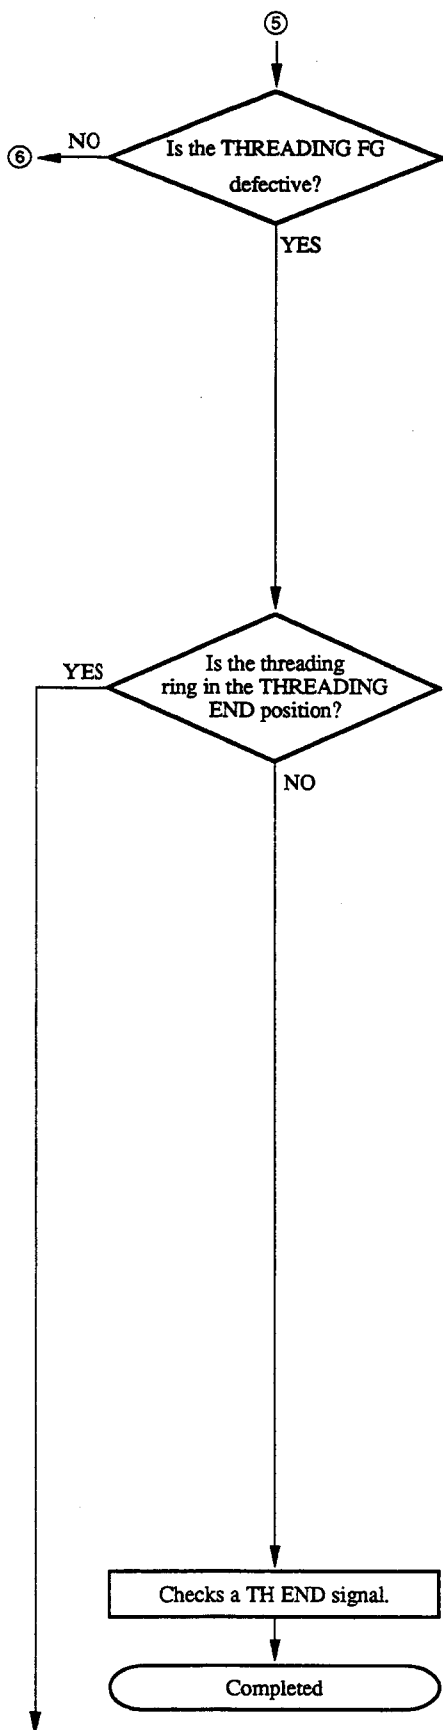 ⑤
Is the THREADING FG
defective?
NO
⑥
YES
Is the threading
ring in the THREADING
END position?
YES
NO
Checks a TH END signal.
Completed